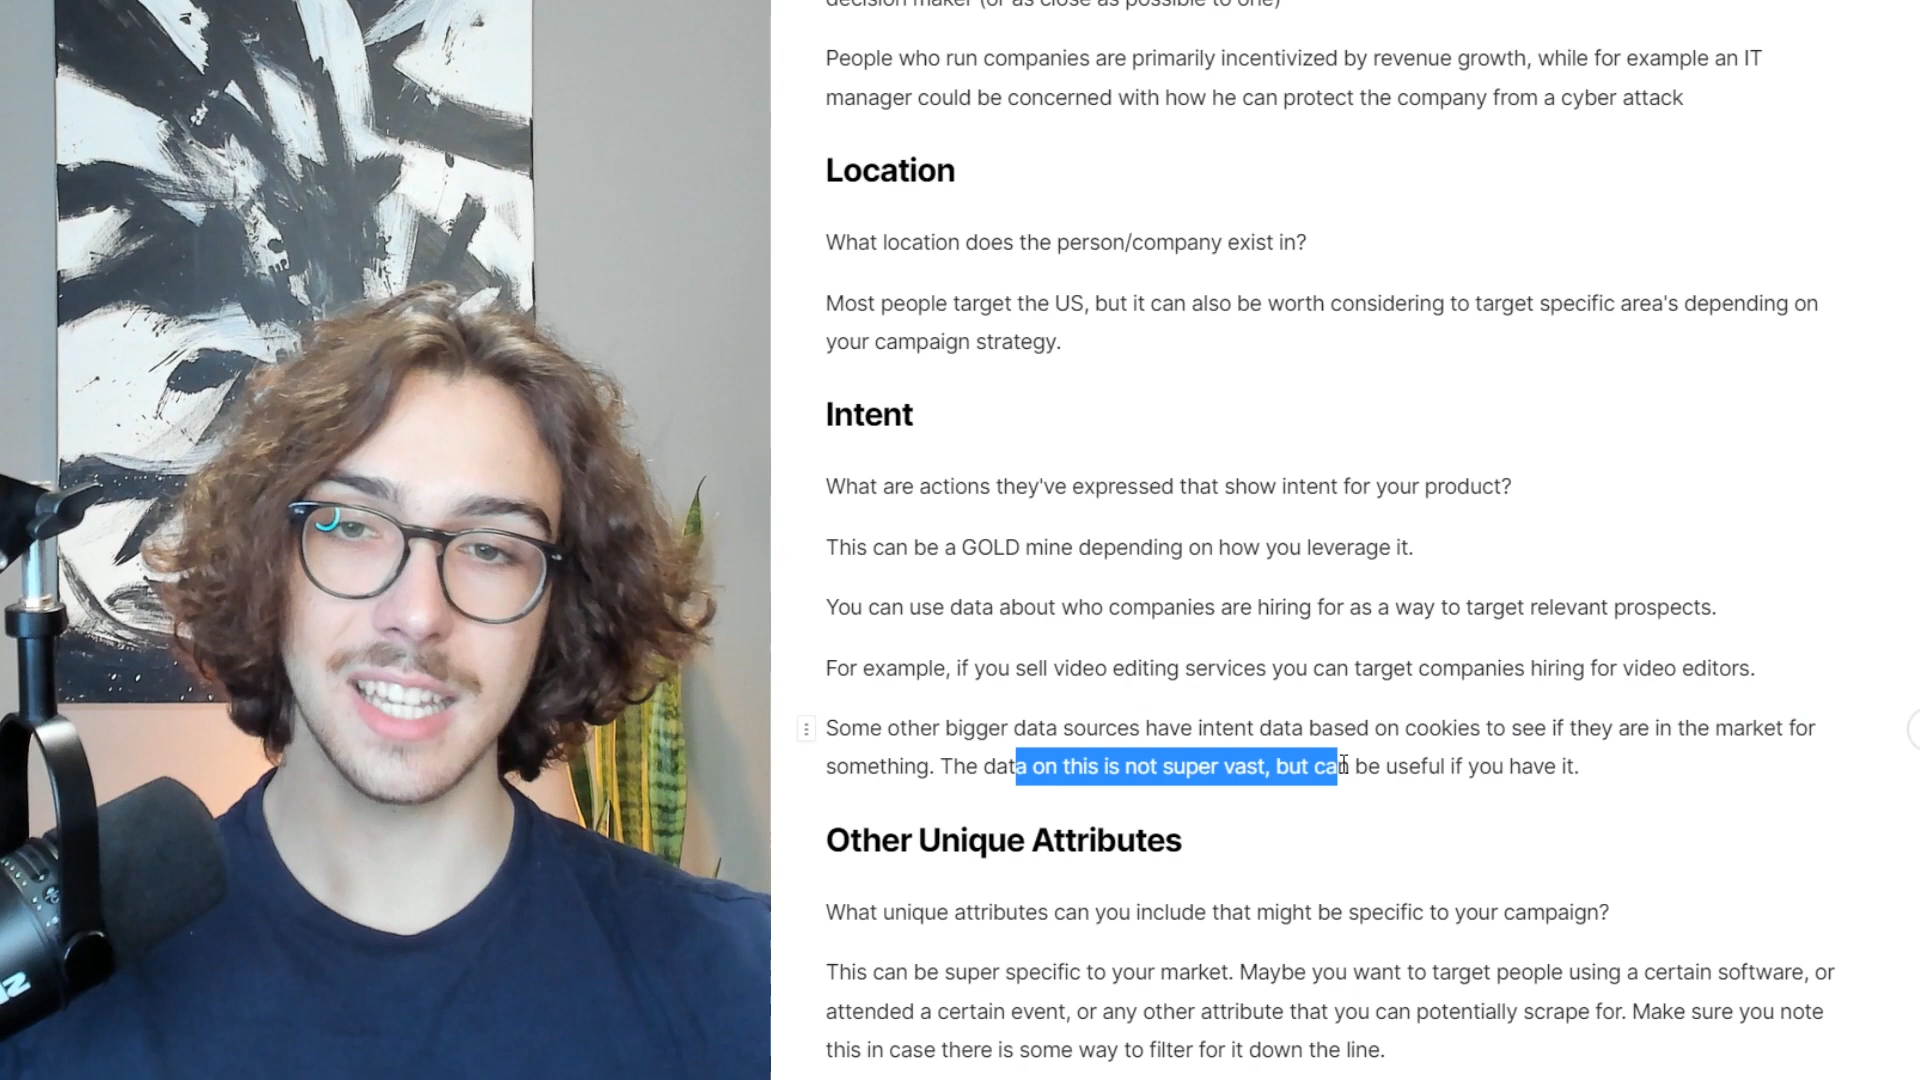 People who run companies are primarily incentivized by revenue growth, while for example an IT
manager could be concerned with how he can protect the company from a cyber attack
Location
What location does the person/company exist in?
Most people target the US, but it can also be worth considering to target specific area's depending on
your campaign strategy.
Intent
What are actions they've expressed that show intent for your product?
This can be a GOLD mine depending on how you leverage it.
You can use data about who companies are hiring for as a way to target relevant prospects.
For example, if you sell video editing services you can target companies hiring for video editors.
Some other bigger data sources have intent data based on cookies to see if they are in the market for
something. The data on this is not super vast, but can be useful if you have it.
Other Unique Attributes
What unique attributes can you include that might be specific to your campaign?
This can be super specific to your market. Maybe you want to target people using a certain software, or
attended a certain event, or any other attribute that you can potentially scrape for. Make sure you note
this in case there is some way to filter for it down the line.